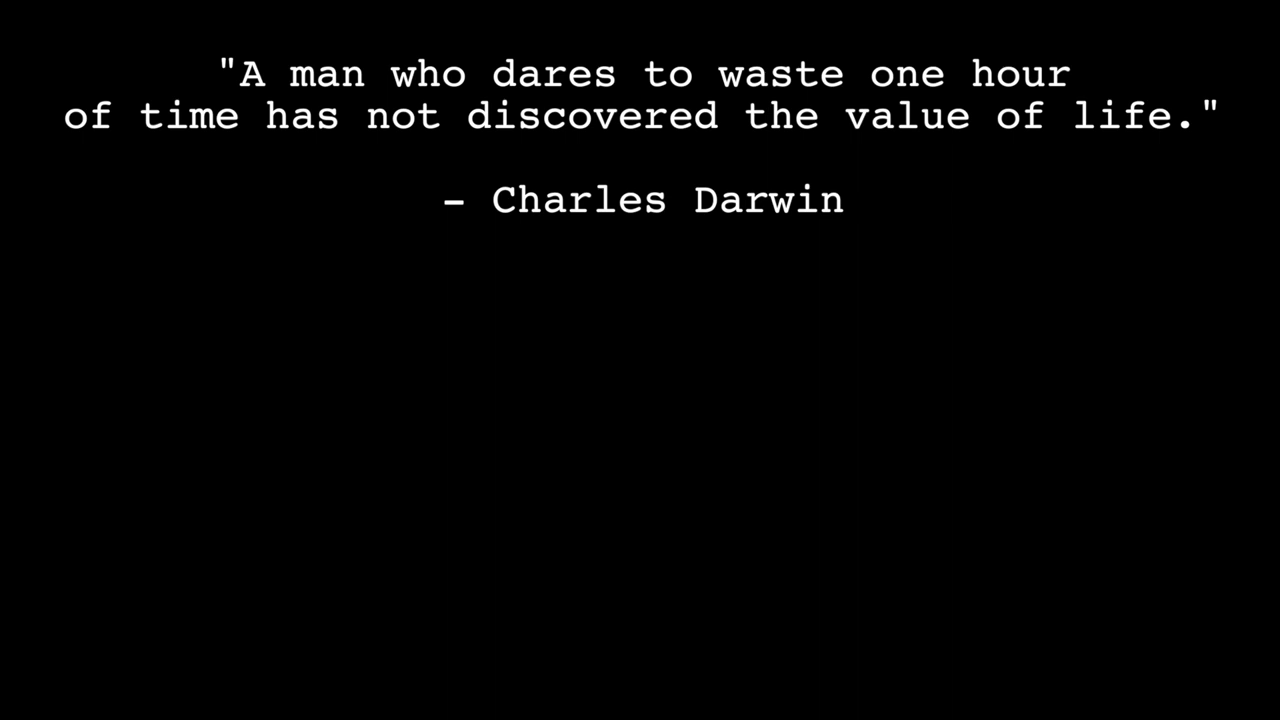 "A man who dares to waste one hour
of time has not discovered the value of life."
- Charles Darwin